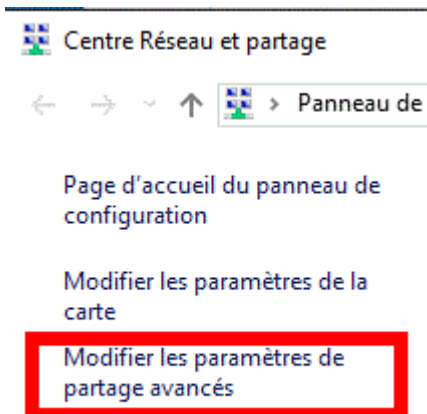 Centre Réseau et partage
Panneau de
Page d’accueil du panneau de
configuration
Modifier les paramètres de la
carte
Modifier les paramètres de
partage avancés